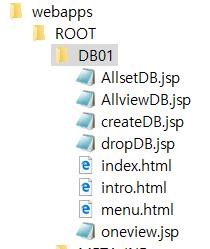 webapps
ROOT
DB01
AllsetDB.jsp
AllviewDB.jsp
createDB.jsp
dropDB.jsp
index.html
intro.html
menu.html
oneview.jsp